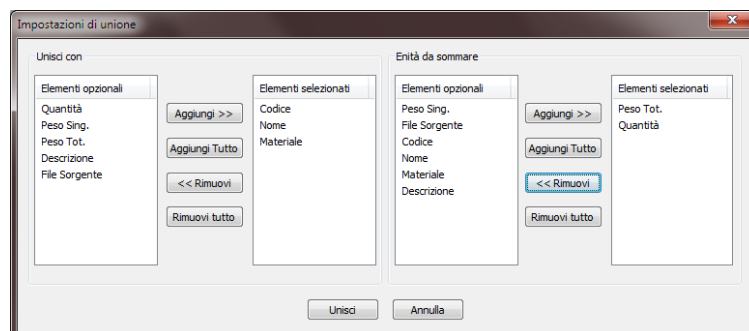 Impostazioni di unione
Unisci con
Elementi opzionali
Quantità
Peso Sing.
Peso Tot.
Descrizione
File Sorgente
Aggiungi >>
Aggiungi Tutto
<< Rimuovi
Rimuovi tutto
Elementi selezionati
Codice
Nome
Materiale
Enità da sommare
Elementi opzionali
Peso Sing.
File Sorgente
Codice
Nome
Materiale
Descrizione
Aggiungi >>
Aggiungi Tutto
<< Rimuovi
Rimuovi tutto
Elementi selezionati
Peso Tot.
Quantità
Unisci
Annulla